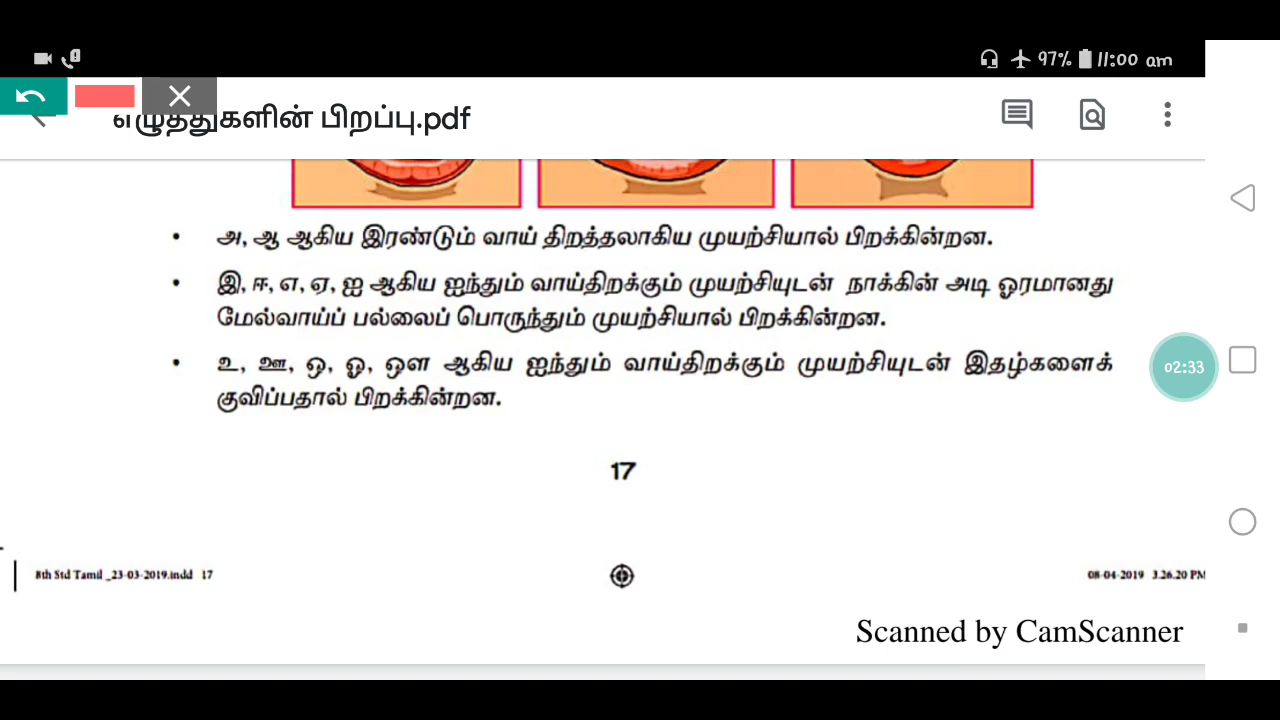 97% 11:00 am
எழுத்துகளின் பிறப்பு.pdf
• அ, ஆ ஆகிய இரண்டும் வாய் திறத்தலாகிய முயற்சியால் பிறக்கின்றன.
• இ, ஈ, எ, ஏ, ஐ ஆகிய ஐந்தும் வாய்திறக்கும் முயற்சியுடன் நாக்கின் அடி ஓரமானது
மேல்வாய்ப் பல்லைப் பொருந்தும் முயற்சியால் பிறக்கின்றன.
• உ, ஊ, ஒ, ஓ, ஔ ஆகிய ஐந்தும் வாய்திறக்கும் முயற்சியுடன் இதழ்களைக்
குவிப்பதால் பிறக்கின்றன.
02:33
17
8th Std Tamil _23-03-2019.indd 17 08-04-2019 3.26.20 PM
Scanned by CamScanner